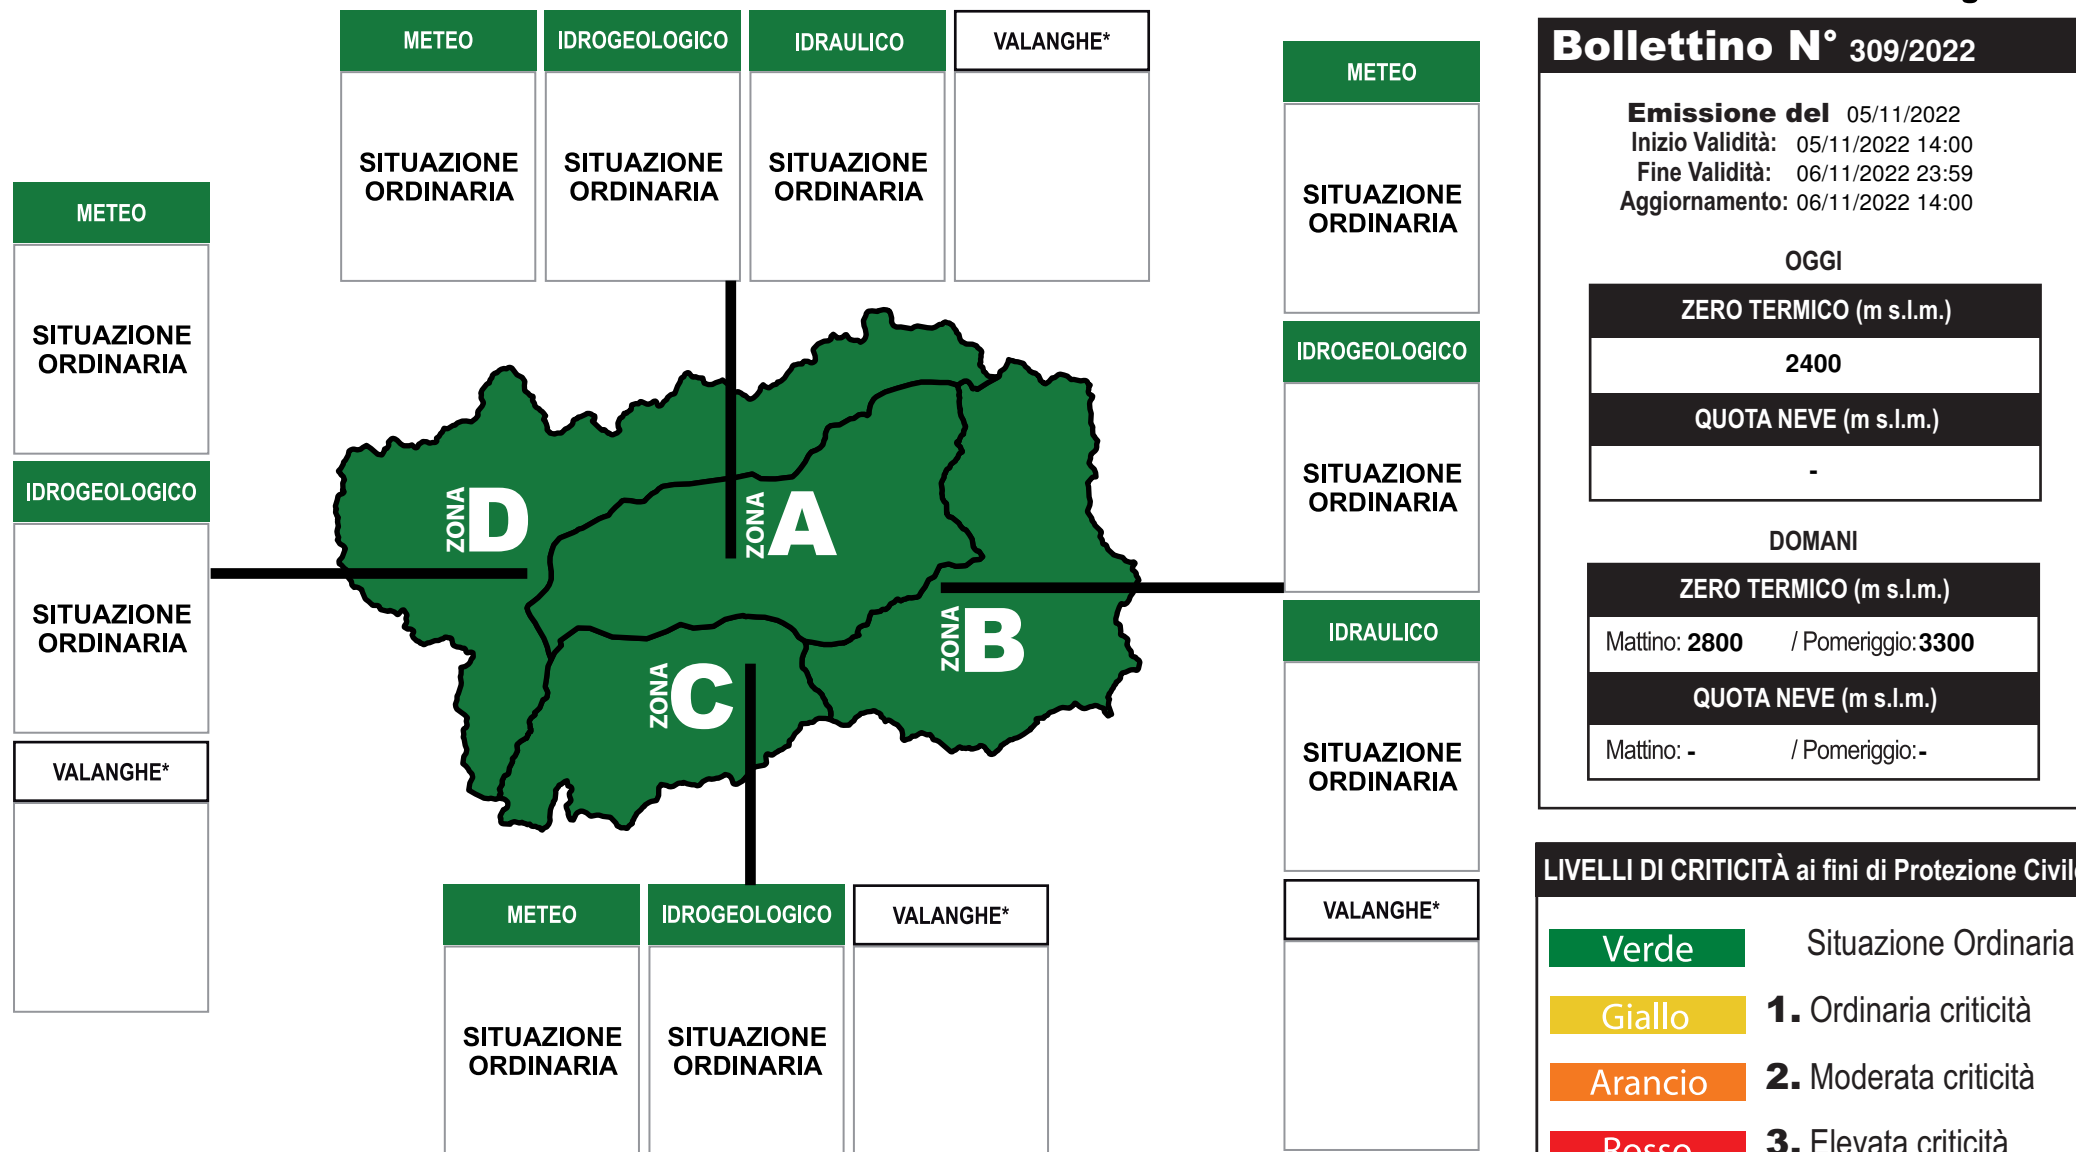 METEO
IDROGEOLOGICO
IDRAULICO
VALANGHE*
SITUAZIONE
ORDINARIA
SITUAZIONE
ORDINARIA
SITUAZIONE
ORDINARIA
METEO
SITUAZIONE
ORDINARIA
IDROGEOLOGICO
SITUAZIONE
ORDINARIA
VALANGHE*
ZONA D
ZONA A
ZONA B
ZONA C
METEO
SITUAZIONE
ORDINARIA
IDROGEOLOGICO
SITUAZIONE
ORDINARIA
IDRAULICO
SITUAZIONE
ORDINARIA
VALANGHE*
METEO
IDROGEOLOGICO
VALANGHE*
SITUAZIONE
ORDINARIA
SITUAZIONE
ORDINARIA
Bollettino N° 309/2022
Emissione del 05/11/2022
Inizio Validità: 05/11/2022 14:00
Fine Validità: 06/11/2022 23:59
Aggiornamento: 06/11/2022 14:00
OGGI
ZERO TERMICO (m s.l.m.)
2400
QUOTA NEVE (m s.l.m.)
-
DOMANI
ZERO TERMICO (m s.l.m.)
Mattino: 2800 / Pomeriggio: 3300
QUOTA NEVE (m s.l.m.)
Mattino: - / Pomeriggio: -
LIVELLI DI CRITICITÀ ai fini di Protezione Civile
Verde Situazione Ordinaria
Giallo 1. Ordinaria criticità
Arancio 2. Moderata criticità
Rosso 3. Elevata criticità